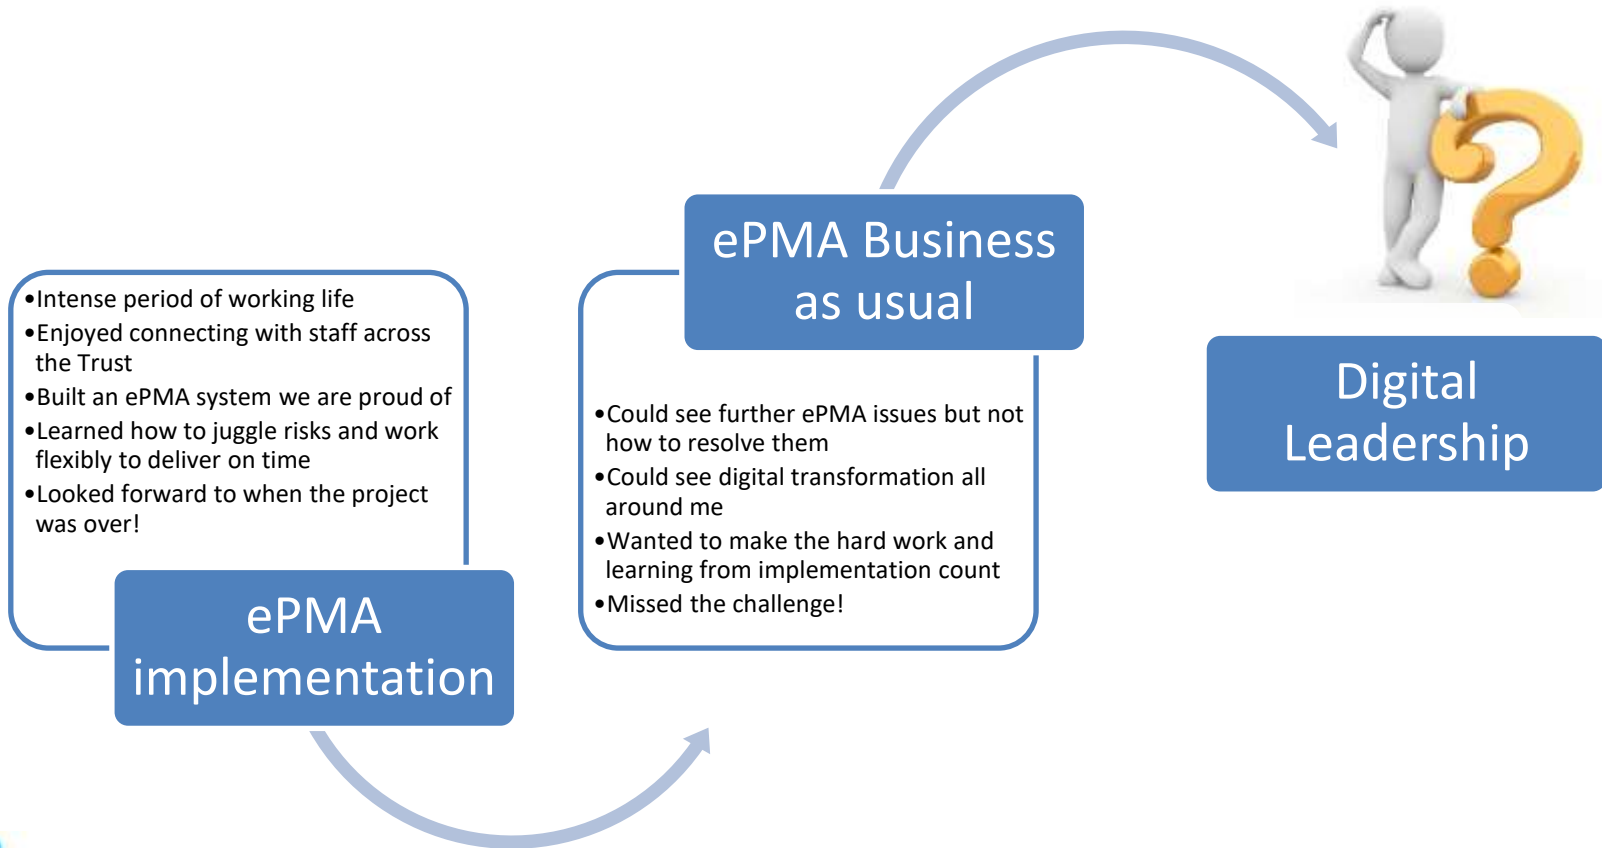 •Intense period of working life
•Enjoyed connecting with staff across
the Trust
•Built an ePMA system we are proud of
•Learned how to juggle risks and work
flexibly to deliver on time
•Looked forward to when the project
was over!
ePMA
implementation
ePMA Business
as usual
•Could see further ePMA issues but not
how to resolve them
•Could see digital transformation all
around me
•Wanted to make the hard work and
learning from implementation count
•Missed the challenge!
Digital
Leadership